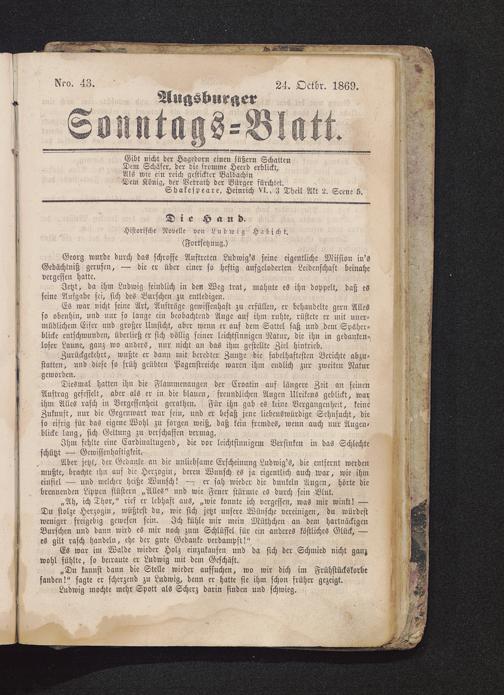 Nro. 43. 24. Octbr. 1869.
Augsburger
Sonntags-Blatt.
Gibt nicht der Hagedorn einen süßern Schatten
Dem Schäfer, der die fromme Heerd erblickt,
Als wie ein reich gestickter Baldachin
Dem König, der Verrath der Bürger fürchtet.
Shakespeare, Heinrich VI., 3 Theil Akt 2. Scene 5.
Die Hand.
Historische Novelle von Ludwig Habicht.
(Fortsetzung.)
Georg wurde durch das schroffe Auftreten Ludwig's seine eigentliche Mission in's
Gedächtniß gerufen, — die er über einer so heftig aufgeloderten Leidenschaft beinahe
vergessen hatte.
Jetzt, da ihm Ludwig feindlich in den Weg trat, mahnte es ihn doppelt, daß es
seine Aufgabe sei, sich des Burschen zu entledigen.
Es war nicht seine Art, Aufträge gewissenhaft zu erfüllen, er behandelte gern Alles
so obenhin, und nur so lange ein beobachtend Auge auf ihm ruhte, rüstete er mit uner-
müdlichem Eifer und großer Umsicht, aber wenn er auf dem Sattel saß und dem Späher-
blicke entschwunden, überließ er sich völlig seiner leichtsinnigen Natur, die ihn in gedanken-
loser Laune, ganz wo anders, nur nicht an das ihm gestellte Ziel hintrieb.
Zurückgekehrt, wußte er dann mit beredter Zunge die fabelhaftesten Berichte abzu-
statten, und diese so früh geübten Pagenstreiche waren ihm endlich zur zweiten Natur
geworden.
Diesmal hatten ihn die Flammenaugen der Croatin auf längere Zeit an seinen
Auftrag gefesselt, aber als er in die blauen, freundlichen Augen Ulrikens geblickt, war
ihm Alles rasch in Vergessenheit gerathen. Für ihn gab es keine Vergangenheit, keine
Zukunft, nur die Gegenwart war sein, und er besaß jene liebenswürdige Sehnsucht, die
so eifrig für das eigene Wohl zu sorgen weiß, daß kein fremdes, wenn auch nur Augen-
blicke lang, sich Geltung zu verschaffen vermag.
Ihm fehlte eine Cardinaltugend, die vor leichtsinnigem Versinken in das Schlechte
schützt — Gewissenhaftigkeit.
Aber jetzt, der Gedanke an die unliebsame Erscheinung Ludwig's, die entfernt werden
mußte, brachte ihn auf die Herzogin, deren Wunsch es ja eigentlich auch war, wie ihm
einfiel — und welcher heiße Wunsch! — er sah wieder die dunkeln Augen, hörte die
brennenden Lippen flüstern „Alles" und wie Feuer stürmte es durch sein Blut.
„Ah, ich Thor," rief er lebhaft aus, „wie konnte ich vergessen, was mir winkt! —
Du stolze Herzogin, wüßtest du, wie sich jetzt unsere Wünsche vereinigen, du würdest
weniger freigebig gewesen sein. Ich kühle mir mein Müthchen an dem hartnäckigen
Burschen und dann wird es mir noch zum Schlüssel für ein anderes köstliches Glück, —
es gilt rasch handeln, ehe der gute Gedanke verdampft!"
Es war im Walde wieder Holz einzukaufen und da sich der Schmied nicht ganz
wohl fühlte, so betraute er Ludwig mit dem Geschäft.
„Du kannst dann die Stelle wieder aufsuchen, wo wir dich im Frühstückskorbe
fanden!" sagte er scherzend zu Ludwig, denn er hatte sie ihm schon früher gezeigt.
Ludwig mochte mehr Spott als Scherz darin finden und schwieg.